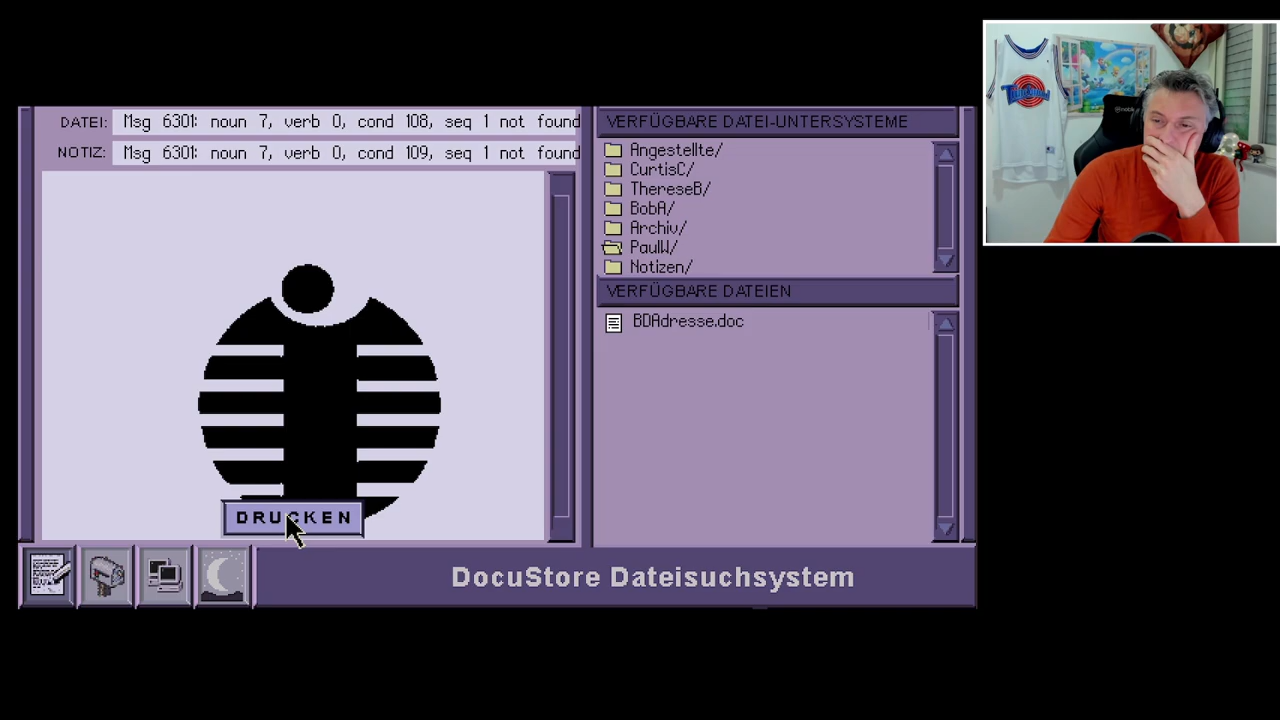 DATEI: Msg 6301: noun 7, verb 0, cond 108, seq 1 not found
NOTIZ: Msg 6301: noun 7, verb 0, cond 109, seq 1 not found
DRUCKEN
VERFÜGBARE DATEI-UNTERSYSTEME
Angestellte/
CurtisC/
ThereseB/
BobA/
Archiv/
PaulW/
Notizen/
VERFÜGBARE DATEIEN
BDAdresse.doc
DocuStore Dateisuchsystem